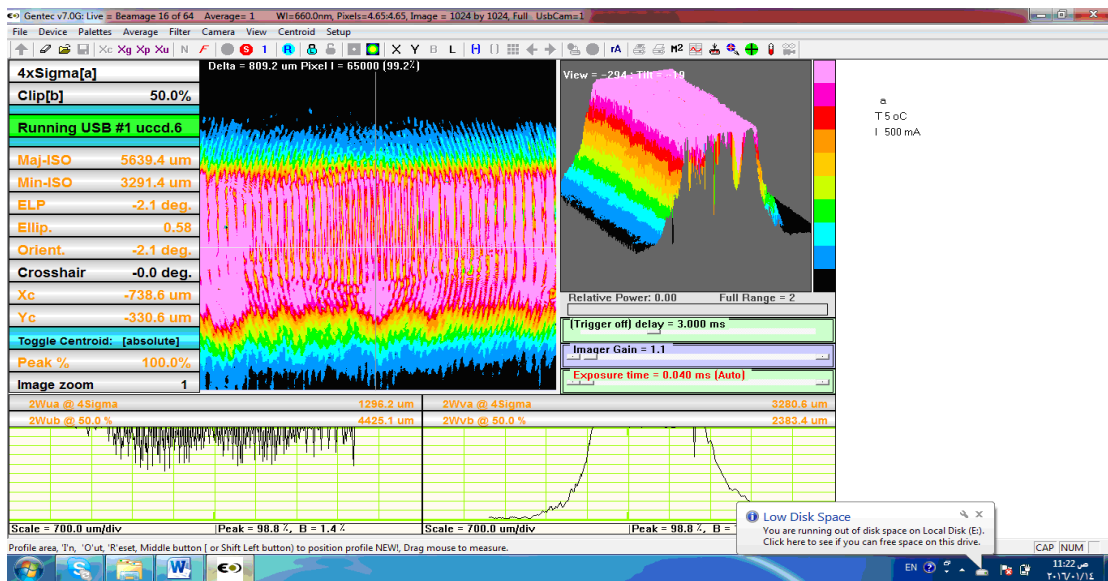 Gentec v7.0G: Live = Beamage 16 of 64 Average= 1 Wl=660.0nm, Pixels=4.65:4.65, Image = 1024 by 1024, Full UsbCam=1
File Device Palettes Average Filter Camera View Centroid Setup
Xc Xg Xp Xu N F S 1 R X Y B L rA M2
4xSigma[a]
Clip[b] 50.0%
Running USB #1 uccd.6
Maj-ISO 5639.4 um
Min-ISO 3291.4 um
ELP -2.1 deg.
Ellip. 0.58
Orient. -2.1 deg.
Crosshair -0.0 deg.
Xc -738.6 um
Yc -330.6 um
Toggle Centroid: [absolute]
Peak % 100.0%
Image zoom 1
Delta = 809.2 um Pixel I = 65000 (99.2%)
View = -294 : Tilt = -19
a
T 5 oC
I 500 mA
Relative Power: 0.00 Full Range = 2
(Trigger off) delay = 3.000 ms
Imager Gain = 1.1
Exposure time = 0.040 ms (Auto)
2Wua @ 4Sigma 1296.2 um
2Wub @ 50.0 % 4425.1 um
2Wva @ 4Sigma 3280.6 um
2Wvb @ 50.0 % 2383.4 um
Scale = 700.0 um/div Peak = 98.8 %, B = 1.4 %
Scale = 700.0 um/div Peak = 98.8 %, B =
Low Disk Space
You are running out of disk space on Local Disk (E:).
Click here to see if you can free space on this drive.
Profile area, 'I'n, 'O'ut, 'R'eset, Middle button [ or Shift Left button) to position profile NEW!, Drag mouse to measure.
CAP NUM
EN
11:22 ص
٢٠١٦/٠١/١٤